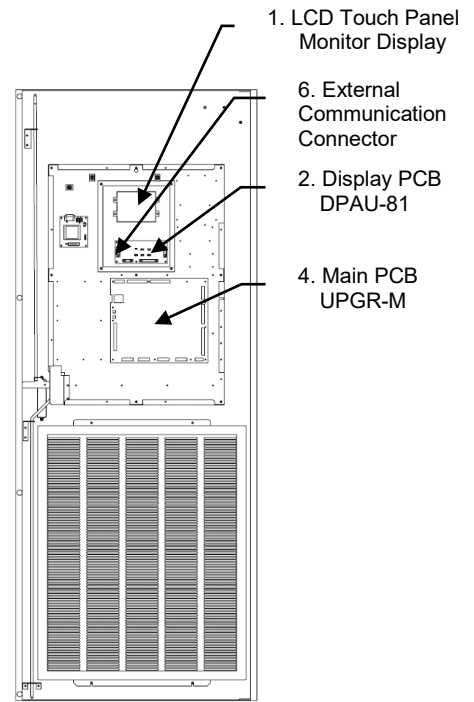 1. LCD Touch Panel
Monitor Display
6. External
Communication
Connector
2. Display PCB
DPAU-81
4. Main PCB
UPGR-M